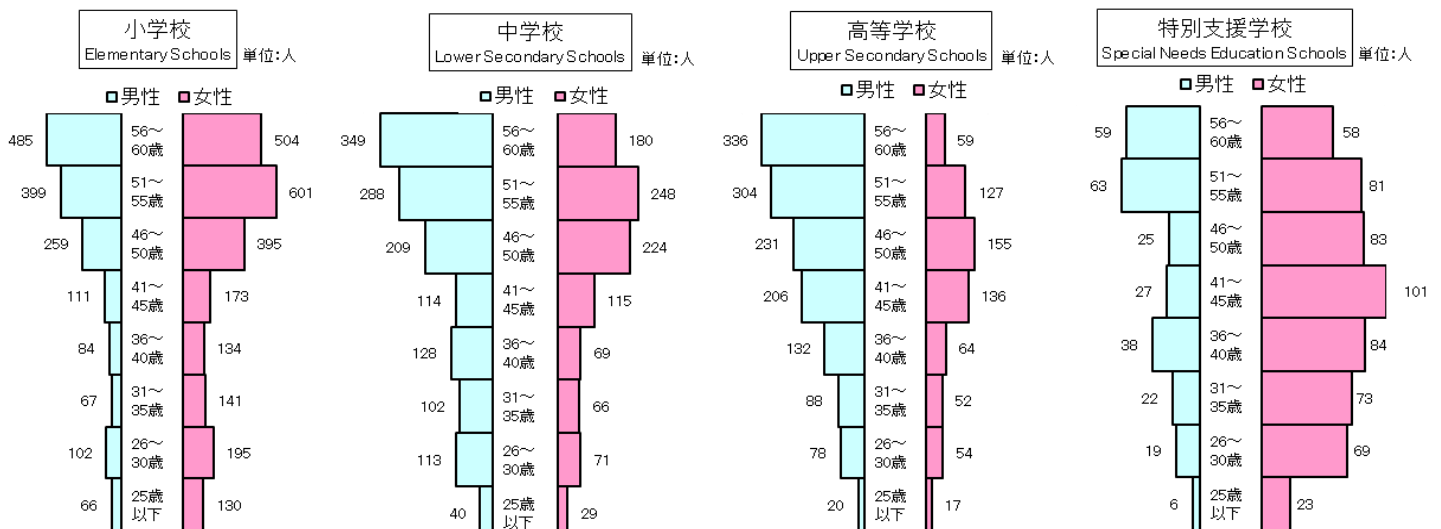 小学校
Elementary Schools
単位:人
□男性 ■女性
485 56～ 504
60歳
399 51～ 601
55歳
259 46～ 395
50歳
111 41～ 173
45歳
84 36～ 134
40歳
67 31～ 141
35歳
102 26～ 195
30歳
66 25歳 130
以下
中学校
Lower Secondary Schools
単位:人
□男性 ■女性
349 56～ 180
60歳
288 51～ 248
55歳
209 46～ 224
50歳
114 41～ 115
45歳
128 36～ 69
40歳
102 31～ 66
35歳
113 26～ 71
30歳
40 25歳 29
以下
高等学校
Upper Secondary Schools
単位:人
□男性 ■女性
336 56～ 59
60歳
304 51～ 127
55歳
231 46～ 155
50歳
206 41～ 136
45歳
132 36～ 64
40歳
88 31～ 52
35歳
78 26～ 54
30歳
20 25歳 17
以下
特別支援学校
Special Needs Education Schools
単位:人
□男性 ■女性
59 56～ 58
60歳
63 51～ 81
55歳
25 46～ 83
50歳
27 41～ 101
45歳
38 36～ 84
40歳
22 31～ 73
35歳
19 26～ 69
30歳
6 25歳 23
以下